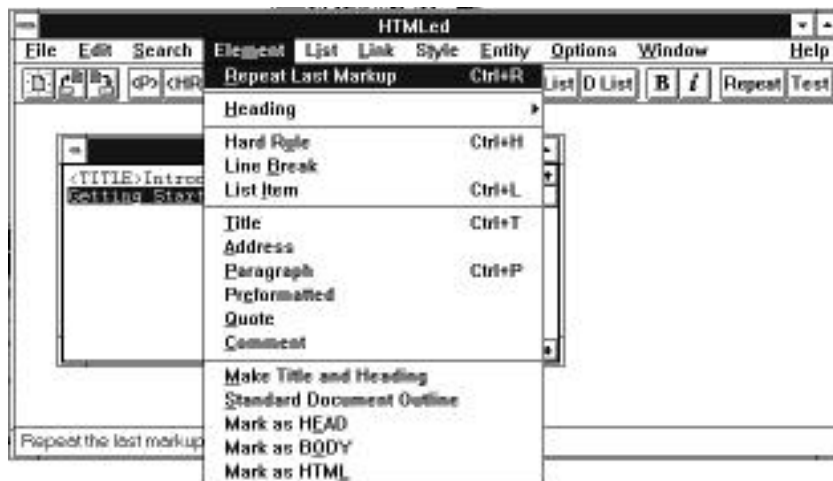 HTMLed
File Edit Search Element List Link Style Entity Options Window Help
<P> <HR List D List B i Repeat Test
Repeat Last Markup Ctrl+R
Heading
Hard Rule Ctrl+H
Line Break
List Item Ctrl+L
<TITLE>Introd
Getting Start
Title Ctrl+T
Address
Paragraph Ctrl+P
Preformatted
Quote
Comment
Make Title and Heading
Standard Document Outline
Mark as HEAD
Mark as BODY
Mark as HTML
Repeat the last markup